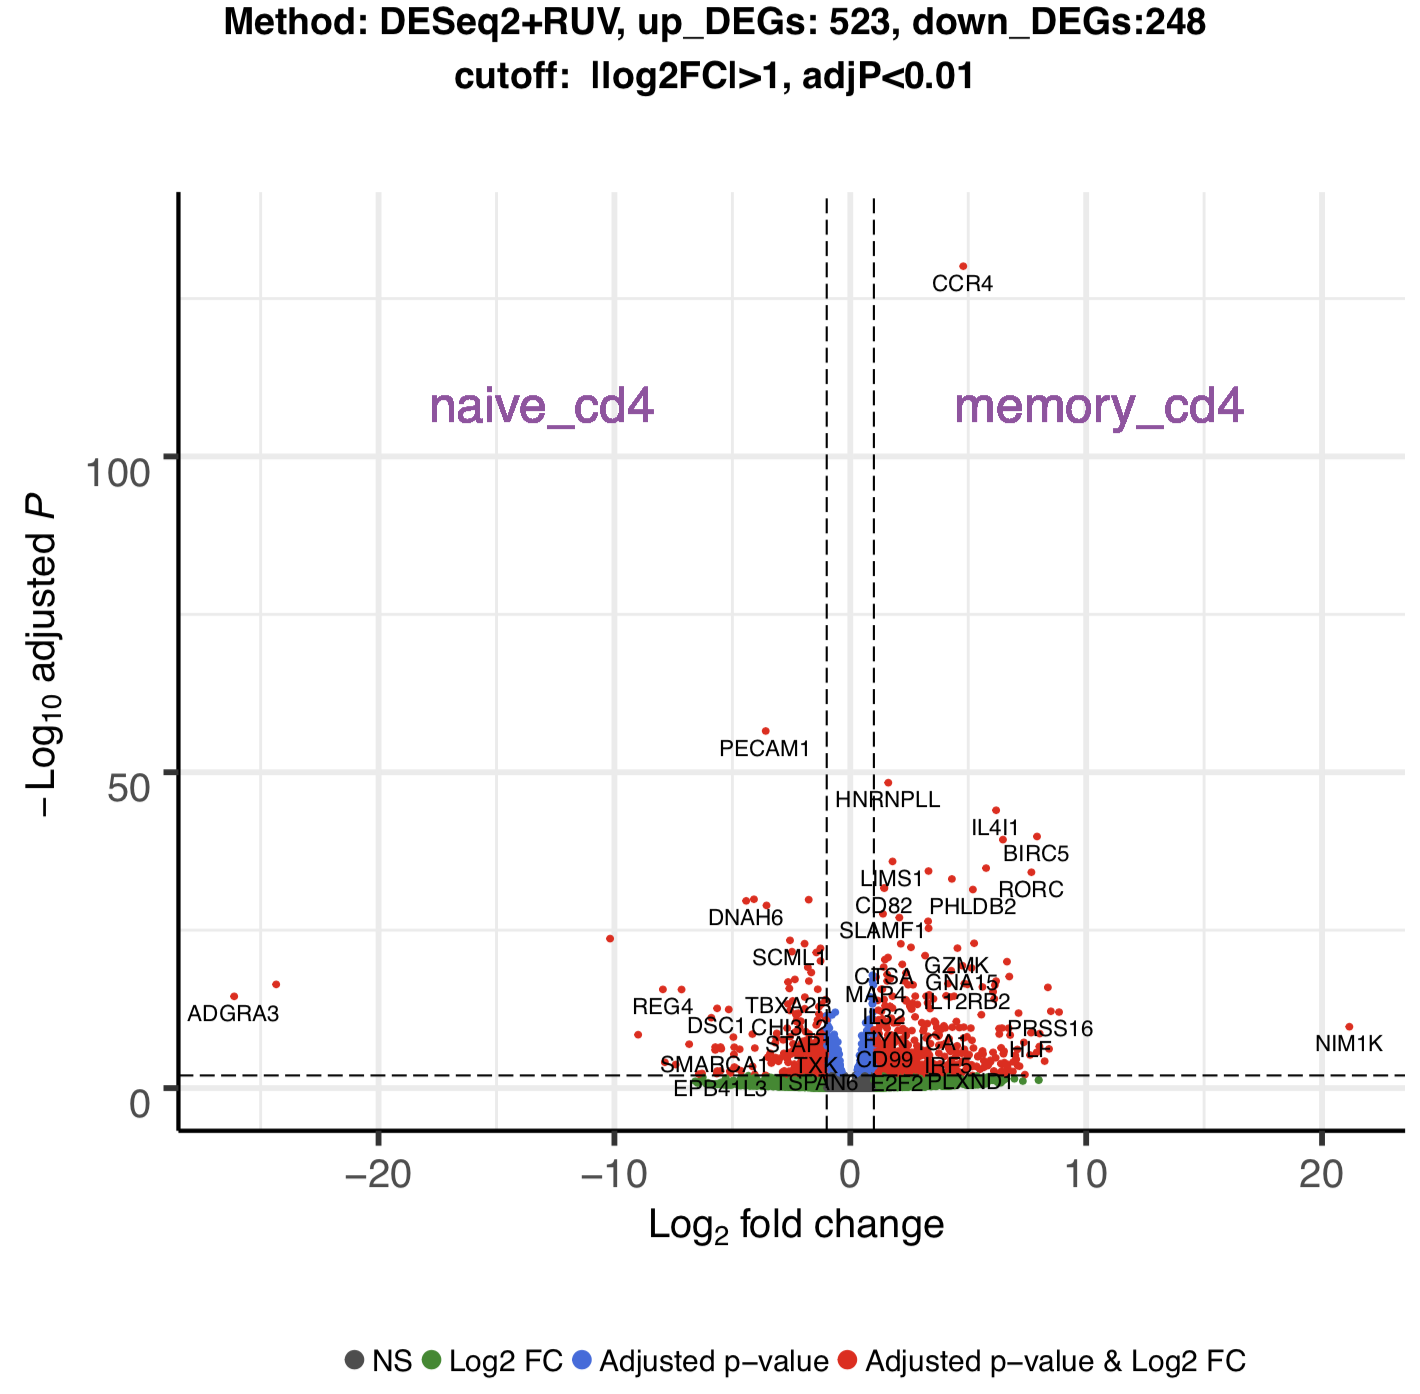 Method: DESeq2+RUV, up_DEGs: 523, down_DEGs:248
cutoff: |log2FC|>1, adjP<0.01
CCR4
naive_cd4 memory_cd4
100
−Log10 adjusted P
PECAM1
50
HNRNPLL
IL4I1
BIRC5
LIMS1
RORC
CD82 PHLDB2
DNAH6
SLAMF1
SCML1
GZMK
CTSA
GNA15
MAP4
IL12RB2
REG4 TBXA2R
ADGRA3
IL32
DSC1 CHI3L2
PRSS16
FYN ICA1
NIM1K
STAP1
HLF
CD99
SMARCA1 TXK IRF5
TSPAN6 E2F2 PLXND1
EPB41L3
0
−20 −10 0 10 20
Log2 fold change
NS Log2 FC Adjusted p−value Adjusted p−value & Log2 FC